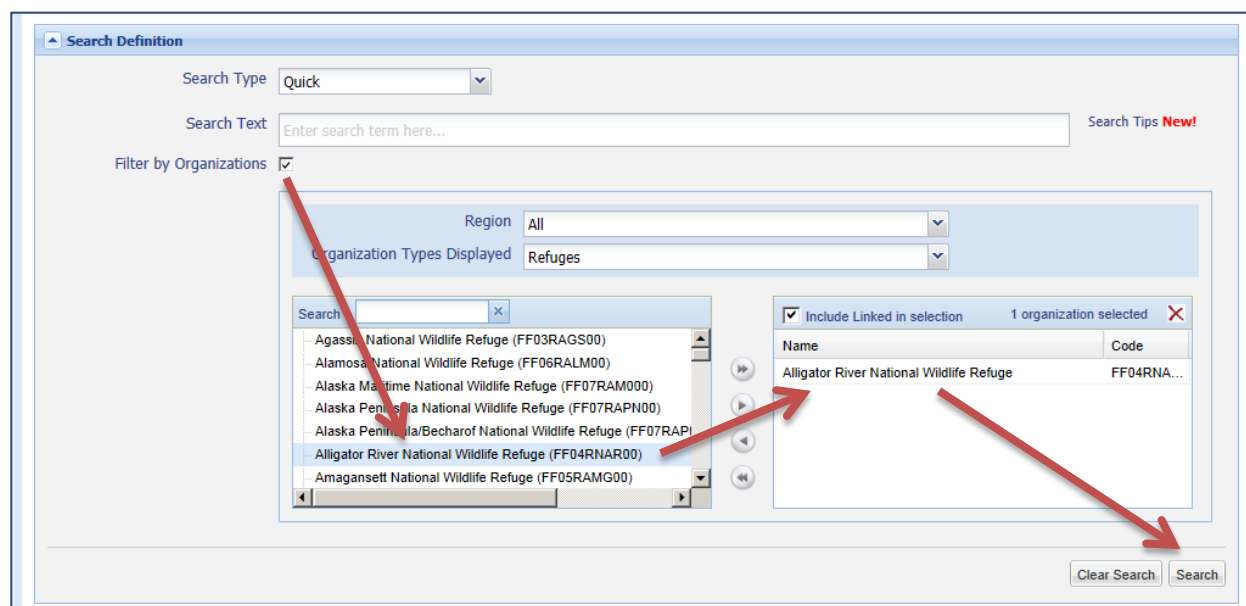 Search Definition
Search Type Quick
Search Text Enter search term here... Search Tips New!
Filter by Organizations
Region All
Organization Types Displayed Refuges
Search
Include Linked in selection 1 organization selected
Name Code
Agassiz National Wildlife Refuge (FF03RAGS00)
Alamosa National Wildlife Refuge (FF06RALM00)
Alaska Maritime National Wildlife Refuge (FF07RAM000)
Alaska Peninsula National Wildlife Refuge (FF07RAPN00)
Alaska Peninsula/Becharof National Wildlife Refuge (FF07RAP
Alligator River National Wildlife Refuge (FF04RNAR00)
Amagansett National Wildlife Refuge (FF05RAMG00)
Alligator River National Wildlife Refuge FF04RNA...
Clear Search Search